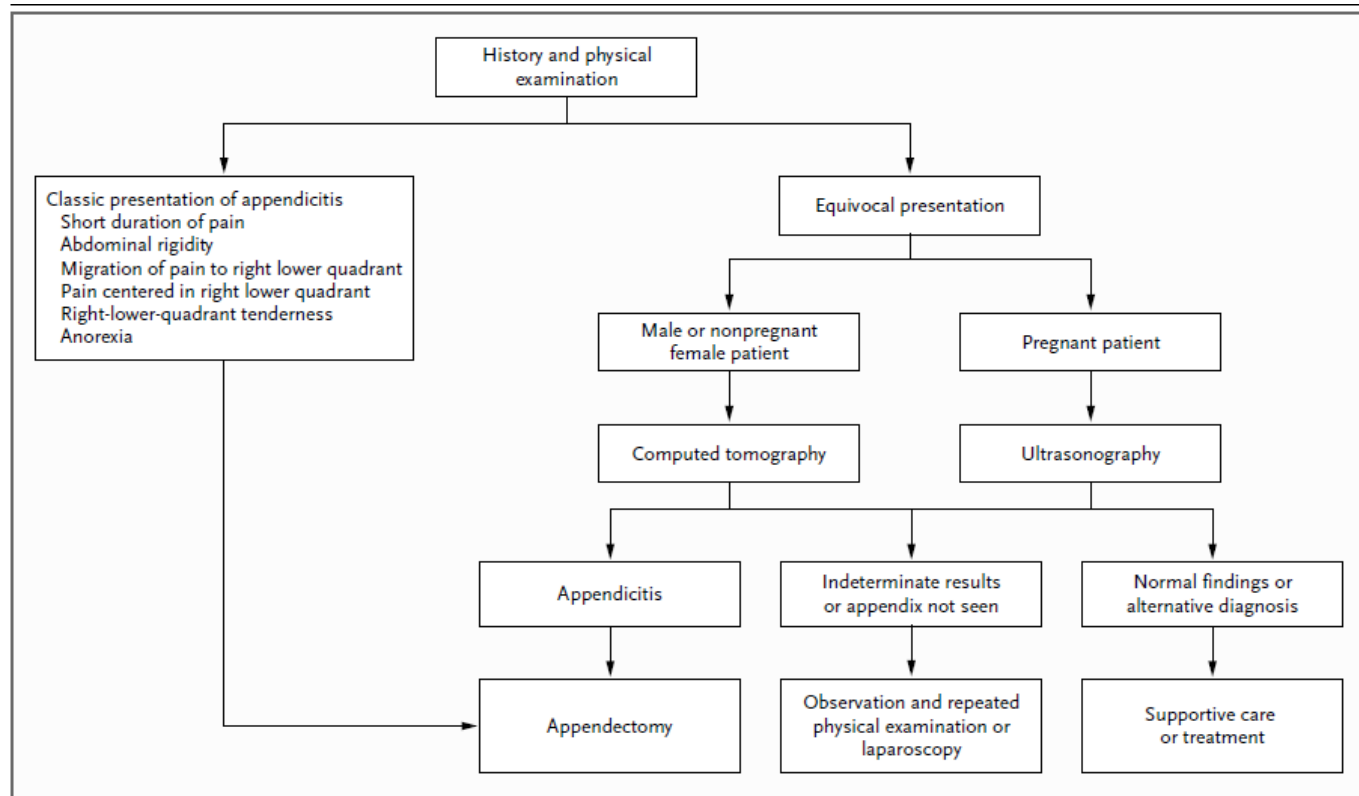 History and physical
examination
Classic presentation of appendicitis
Short duration of pain
Abdominal rigidity
Migration of pain to right lower quadrant
Pain centered in right lower quadrant
Right-lower-quadrant tenderness
Anorexia
Equivocal presentation
Male or nonpregnant
female patient
Pregnant patient
Computed tomography
Ultrasonography
Appendicitis
Indeterminate results
or appendix not seen
Normal findings or
alternative diagnosis
Appendectomy
Observation and repeated
physical examination or
laparoscopy
Supportive care
or treatment